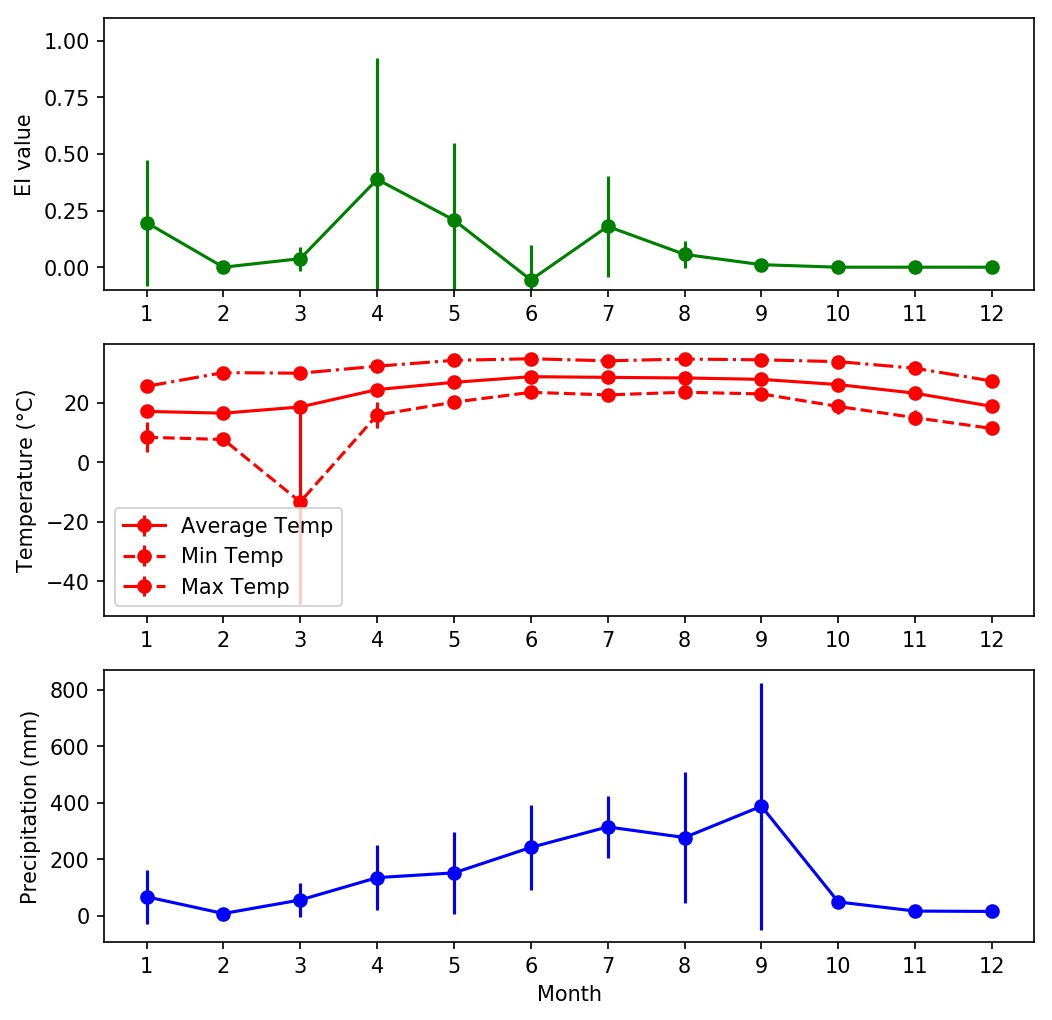 EI value
1.00
0.75
0.50
0.25
0.00
1 2 3 4 5 6 7 8 9 10 11 12
Temperature (°C)
20
0
−20
−40
Average Temp
Min Temp
Max Temp
1 2 3 4 5 6 7 8 9 10 11 12
Precipitation (mm)
800
600
400
200
0
1 2 3 4 5 6 7 8 9 10 11 12
Month